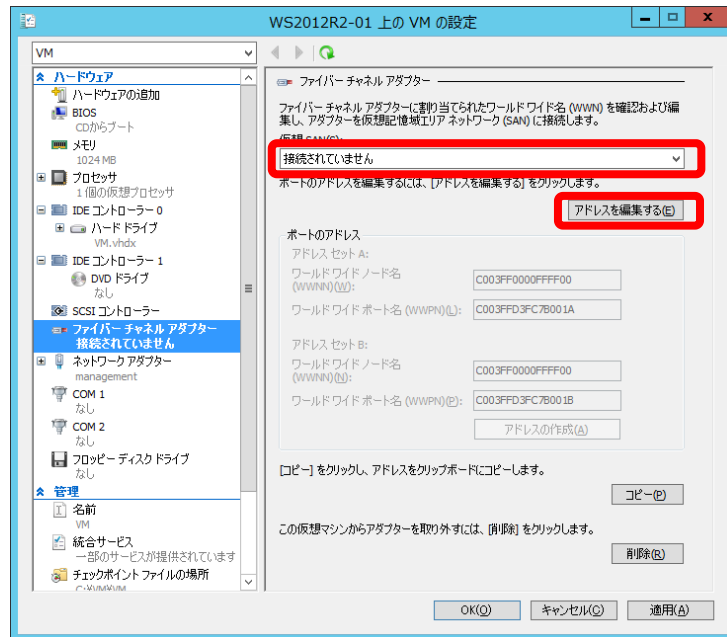 WS2012R2-01 上の VM の設定
VM
ハードウェア
ハードウェアの追加
BIOS
CDからブート
メモリ
1024 MB
プロセッサ
1 個の仮想プロセッサ
IDE コントローラー 0
ハード ドライブ
VM.vhdx
IDE コントローラー 1
DVD ドライブ
なし
SCSI コントローラー
ファイバー チャネル アダプター
接続されていません
ネットワーク アダプター
management
COM 1
なし
COM 2
なし
フロッピー ディスク ドライブ
なし
管理
名前
VM
統合サービス
一部のサービスが提供されています
チェックポイント ファイルの場所
C:¥VM¥VM
ファイバー チャネル アダプター
ファイバー チャネル アダプターに割り当てられたワールド ワイド名 (WWN) を確認および編
集し、アダプターを仮想記憶域エリア ネットワーク (SAN) に接続します。
仮想 SAN(S):
接続されていません
ポートのアドレスを編集するには、[アドレスを編集する] をクリックします。
アドレスを編集する(E)
ポートのアドレス
アドレス セット A:
ワールド ワイド ノード名
(WWNN)(W):
C003FF0000FFFF00
ワールド ワイド ポート名 (WWPN)(L):
C003FFD3FC7B001A
アドレス セット B:
ワールド ワイド ノード名
(WWNN)(N):
C003FF0000FFFF00
ワールド ワイド ポート名 (WWPN)(P):
C003FFD3FC7B001B
アドレスの作成(A)
[コピー] をクリックし、アドレスをクリップボードにコピーします。
コピー(P)
この仮想マシンからアダプターを取り外すには、[削除] をクリックします。
削除(R)
OK(O)
キャンセル(C)
適用(A)